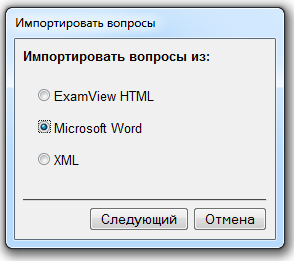 Импортировать вопросы
Импортировать вопросы из:
ExamView HTML
Microsoft Word
XML
Следующий Отмена